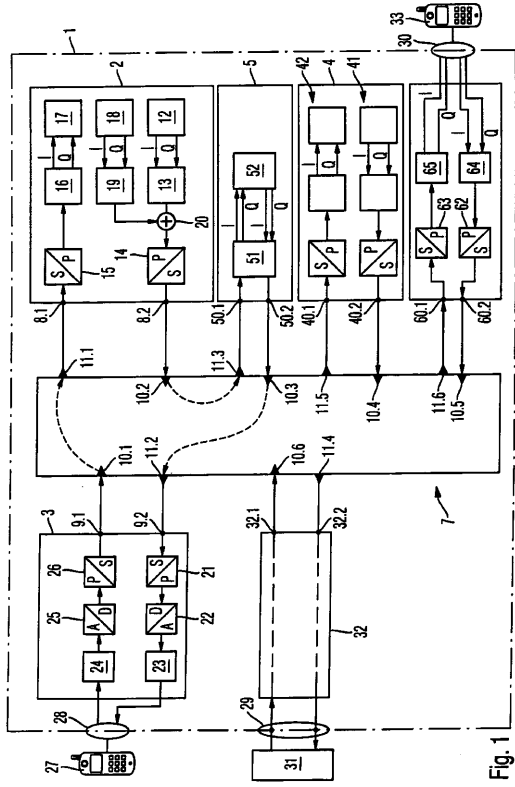 1
2
17
18
12
I
Q
I
Q
I
Q
16
19
13
20
S
P
15
14
P
S
8.1
8.2
5
52
I
Q
I
Q
51
50.1
50.2
4
42
41
I
Q
I
Q
S
P
P
S
40.1
40.2
33
30
I
Q
I
Q
65
64
S
P
63
62
P
S
60.1
60.2
11.1
10.2
11.3
10.3
11.5
10.4
11.6
10.5
10.1
11.2
10.6
11.4
7
3
9.1
9.2
26
P
S
21
S
P
25
A
D
22
D
A
24
23
28
27
32.1
32.2
32
29
31
Fig. 1